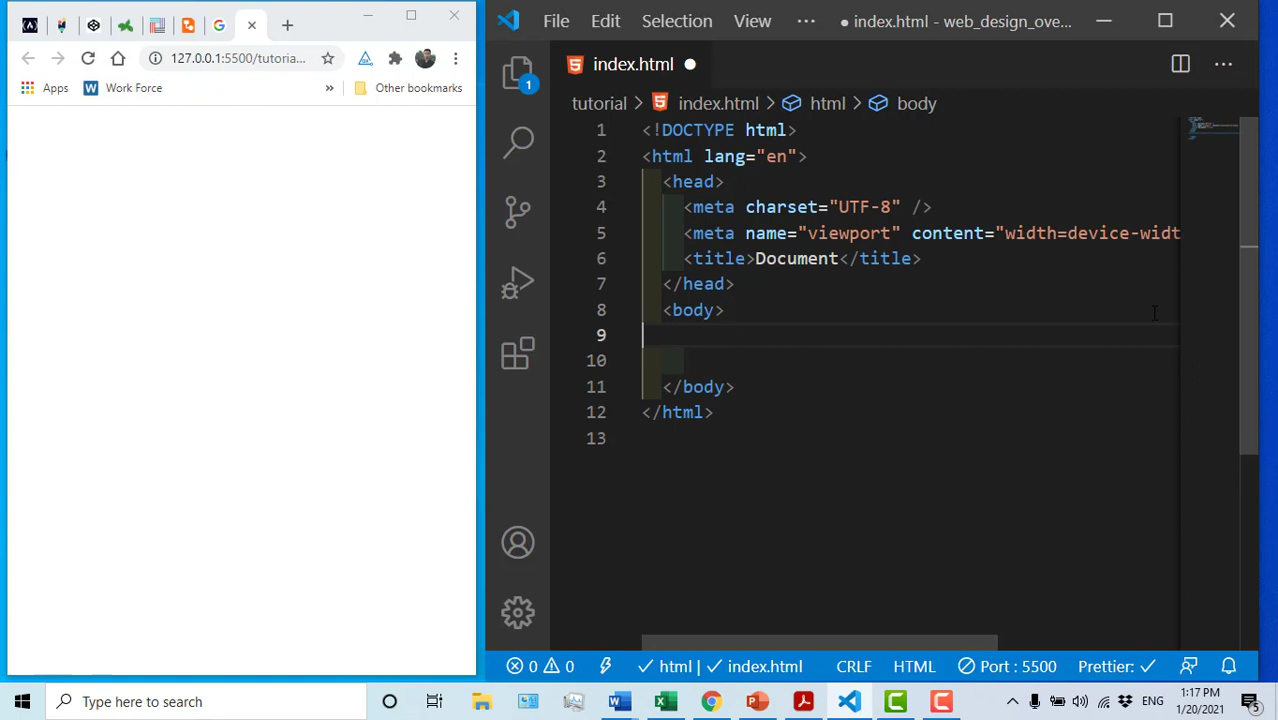 127.0.0.1:5500/tutoria...
Apps
Work Force
»
Other bookmarks
File Edit Selection View ··· ● index.html - web_design_ove...
index.html ●
tutorial > index.html > html > body
1 <!DOCTYPE html>
2 <html lang="en">
3 <head>
4 <meta charset="UTF-8" />
5 <meta name="viewport" content="width=device-widt
6 <title>Document</title>
7 </head>
8 <body>
9
10
11 </body>
12 </html>
13
1
0 0 html | index.html CRLF HTML Port : 5500 Prettier:
Type here to search
ENG
1:17 PM
1/20/2021
5